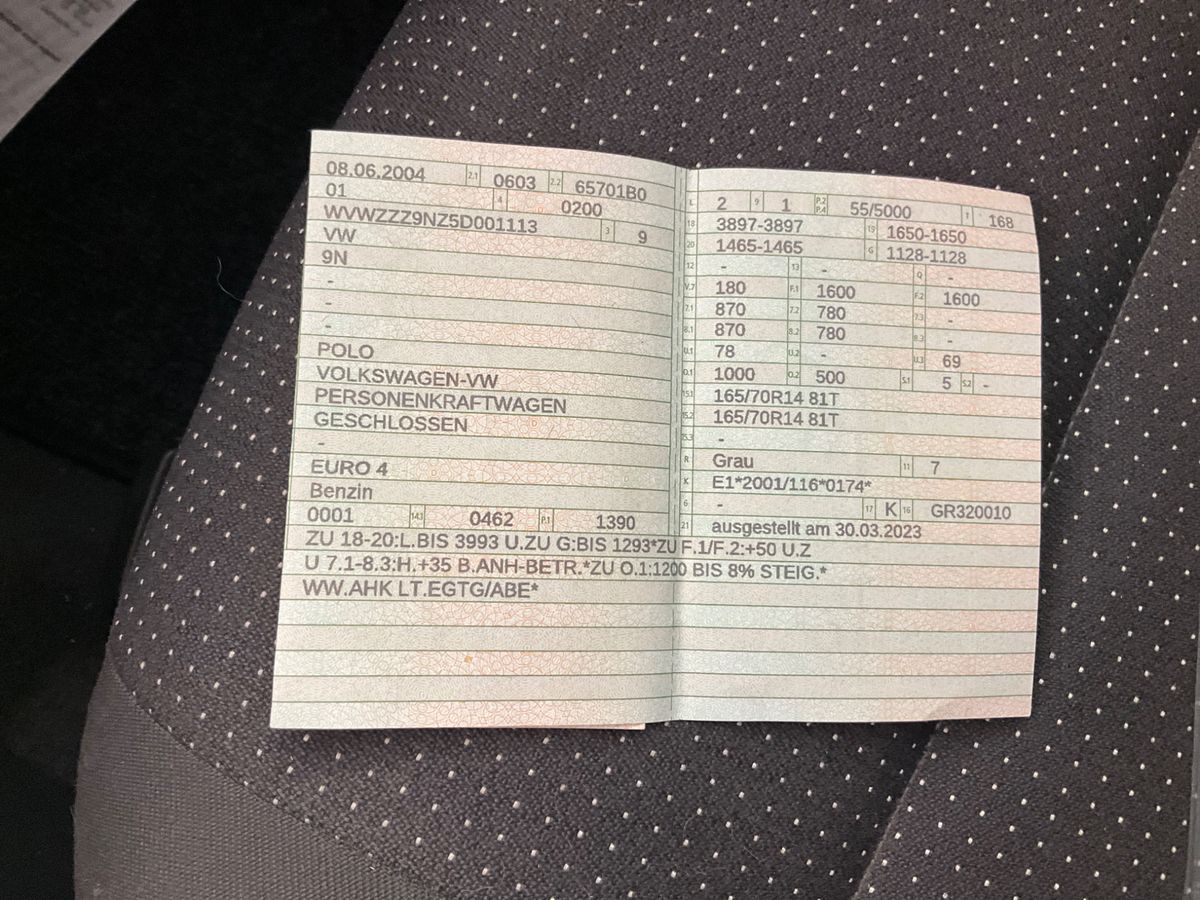 08.06.2004 2.1 0603 2.2 65701B0
01 4 0200
WVWZZZ9NZ5D001113 3 9
VW
9N
-
-
-
POLO
VOLKSWAGEN-VW
PERSONENKRAFTWAGEN
GESCHLOSSEN
-
EURO 4
Benzin
0001 14.1 0462 P.1 1390
L 2 9 1 P.2 P.4 55/5000 T 168
18 3897-3897 19 1650-1650
20 1465-1465 G 1128-1128
12 - 13 - Q -
V.7 180 F.1 1600 F.2 1600
7.1 870 7.2 780 7.3 -
8.1 870 8.2 780 8.3 -
U.1 78 U.2 - U.3 69
O.1 1000 O.2 500 S.1 5 S.2 -
15.1 165/70R14 81T
15.2 165/70R14 81T
15.3 -
R Grau 11 7
K E1*2001/116*0174*
6 - 17 K 16 GR320010
21 ausgestellt am 30.03.2023
ZU 18-20:L.BIS 3993 U.ZU G:BIS 1293*ZU F.1/F.2:+50 U.Z
U 7.1-8.3:H.+35 B.ANH-BETR.*ZU O.1:1200 BIS 8% STEIG.*
WW.AHK LT.EGTG/ABE*